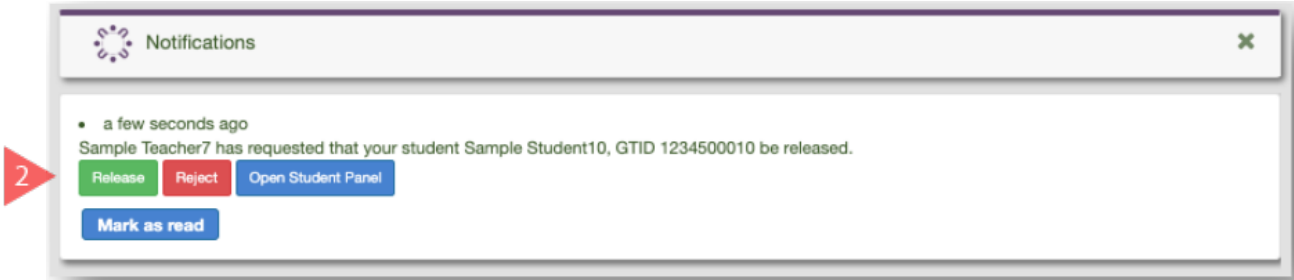 Notifications
a few seconds ago
Sample Teacher7 has requested that your student Sample Student10, GTID 1234500010 be released.
2
Release Reject Open Student Panel
Mark as read